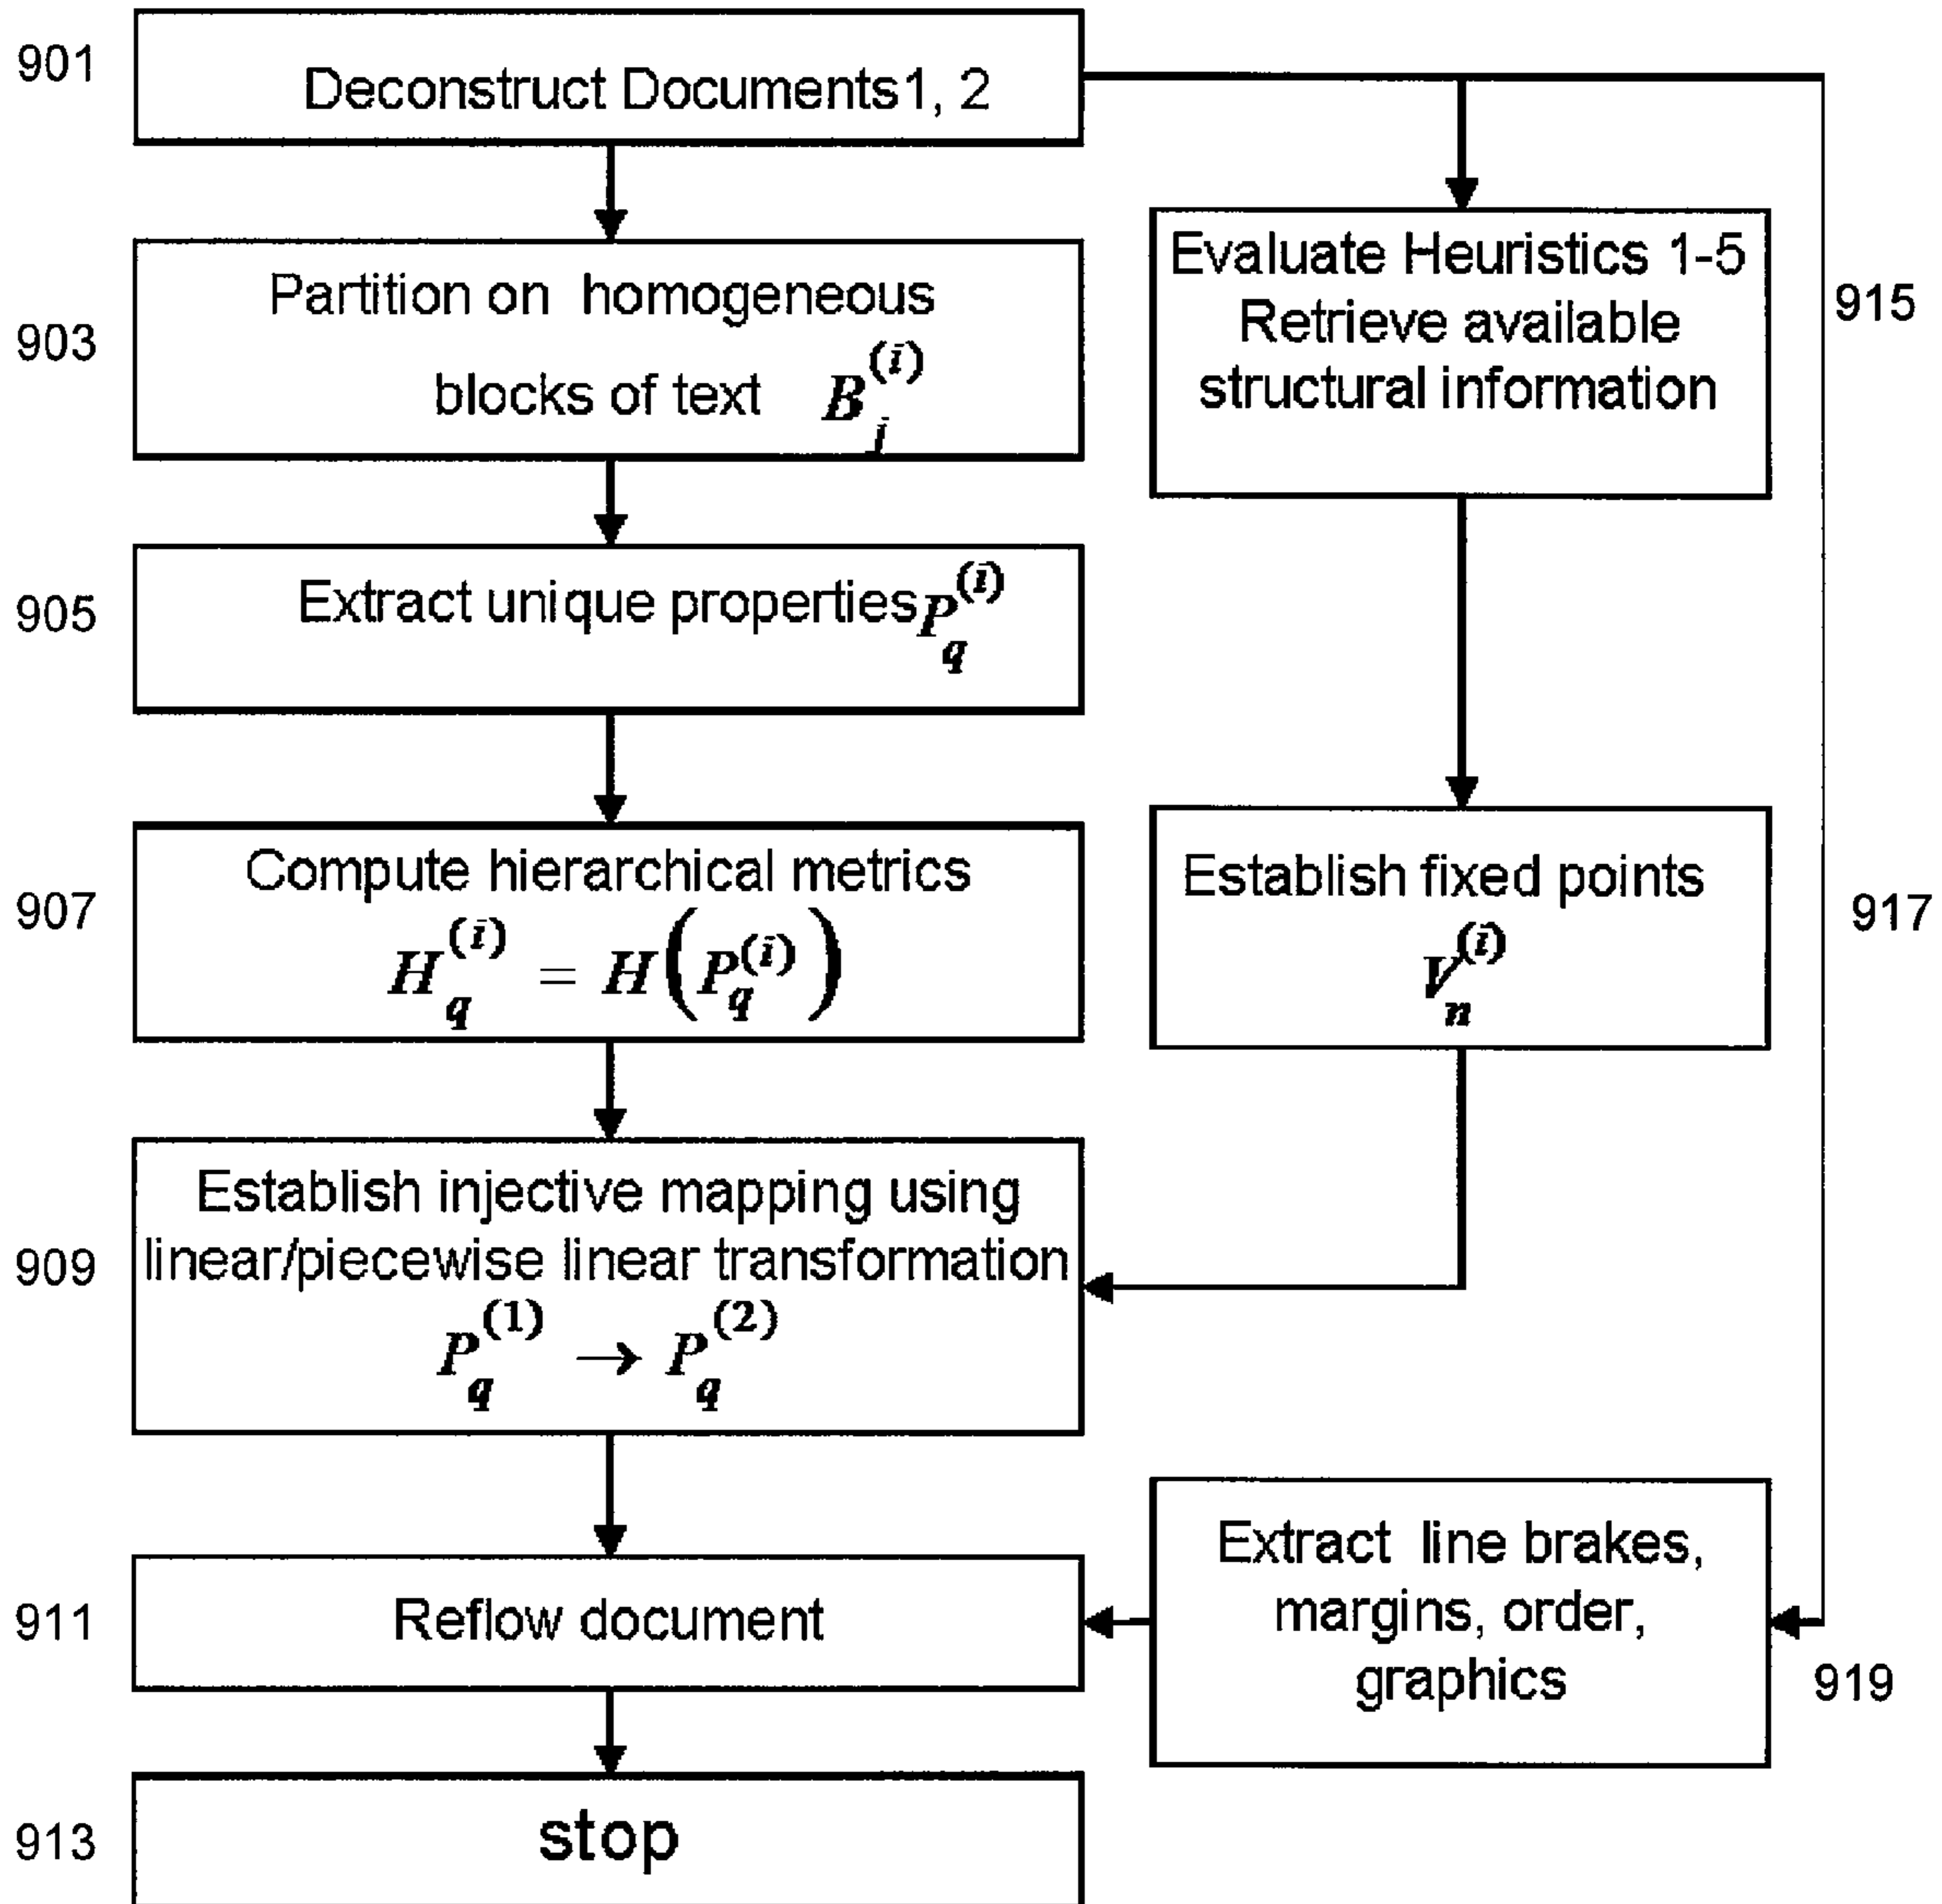 901
Deconstruct Documents1, 2
903
Partition on homogeneous
blocks of text B_j^{(i)}
905
Extract unique properties P_q^{(i)}
907
Compute hierarchical metrics
H_q^{(i)} = H(P_q^{(i)})
909
Establish injective mapping using
linear/piecewise linear transformation
P_q^{(1)} → P_q^{(2)}
911
Reflow document
913
stop
Evaluate Heuristics 1-5
Retrieve available
structural information
915
Establish fixed points
V_n^{(i)}
917
Extract line brakes,
margins, order,
graphics
919